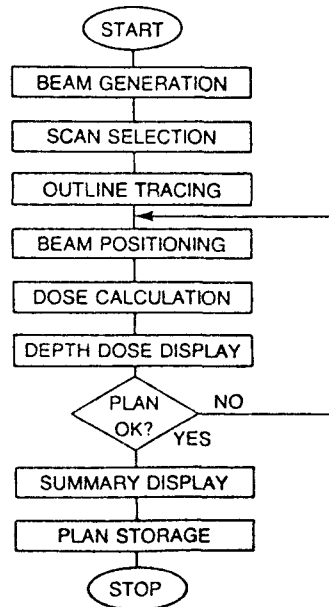 START
BEAM GENERATION
SCAN SELECTION
OUTLINE TRACING
BEAM POSITIONING
DOSE CALCULATION
DEPTH DOSE DISPLAY
PLAN
OK?
NO
YES
SUMMARY DISPLAY
PLAN STORAGE
STOP